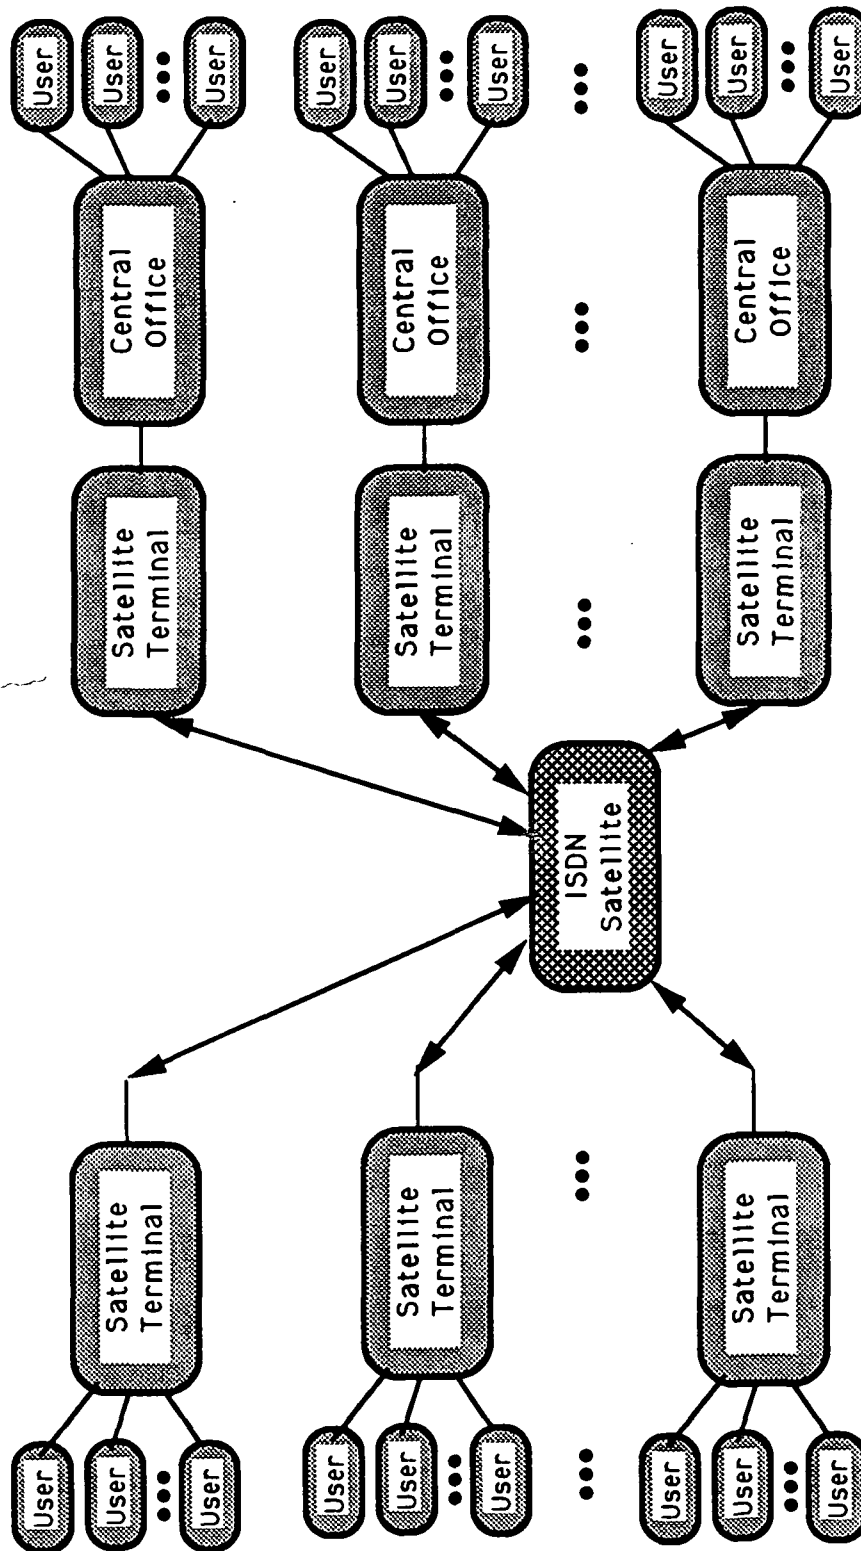 User
User
User
Satellite
Terminal
Central
Office
User
User
User
User
User
User
Satellite
Terminal
Satellite
Terminal
Central
Office
User
User
User
ISDN
Satellite
User
User
User
Satellite
Terminal
Satellite
Terminal
Central
Office
User
User
User
Satellite
Terminal